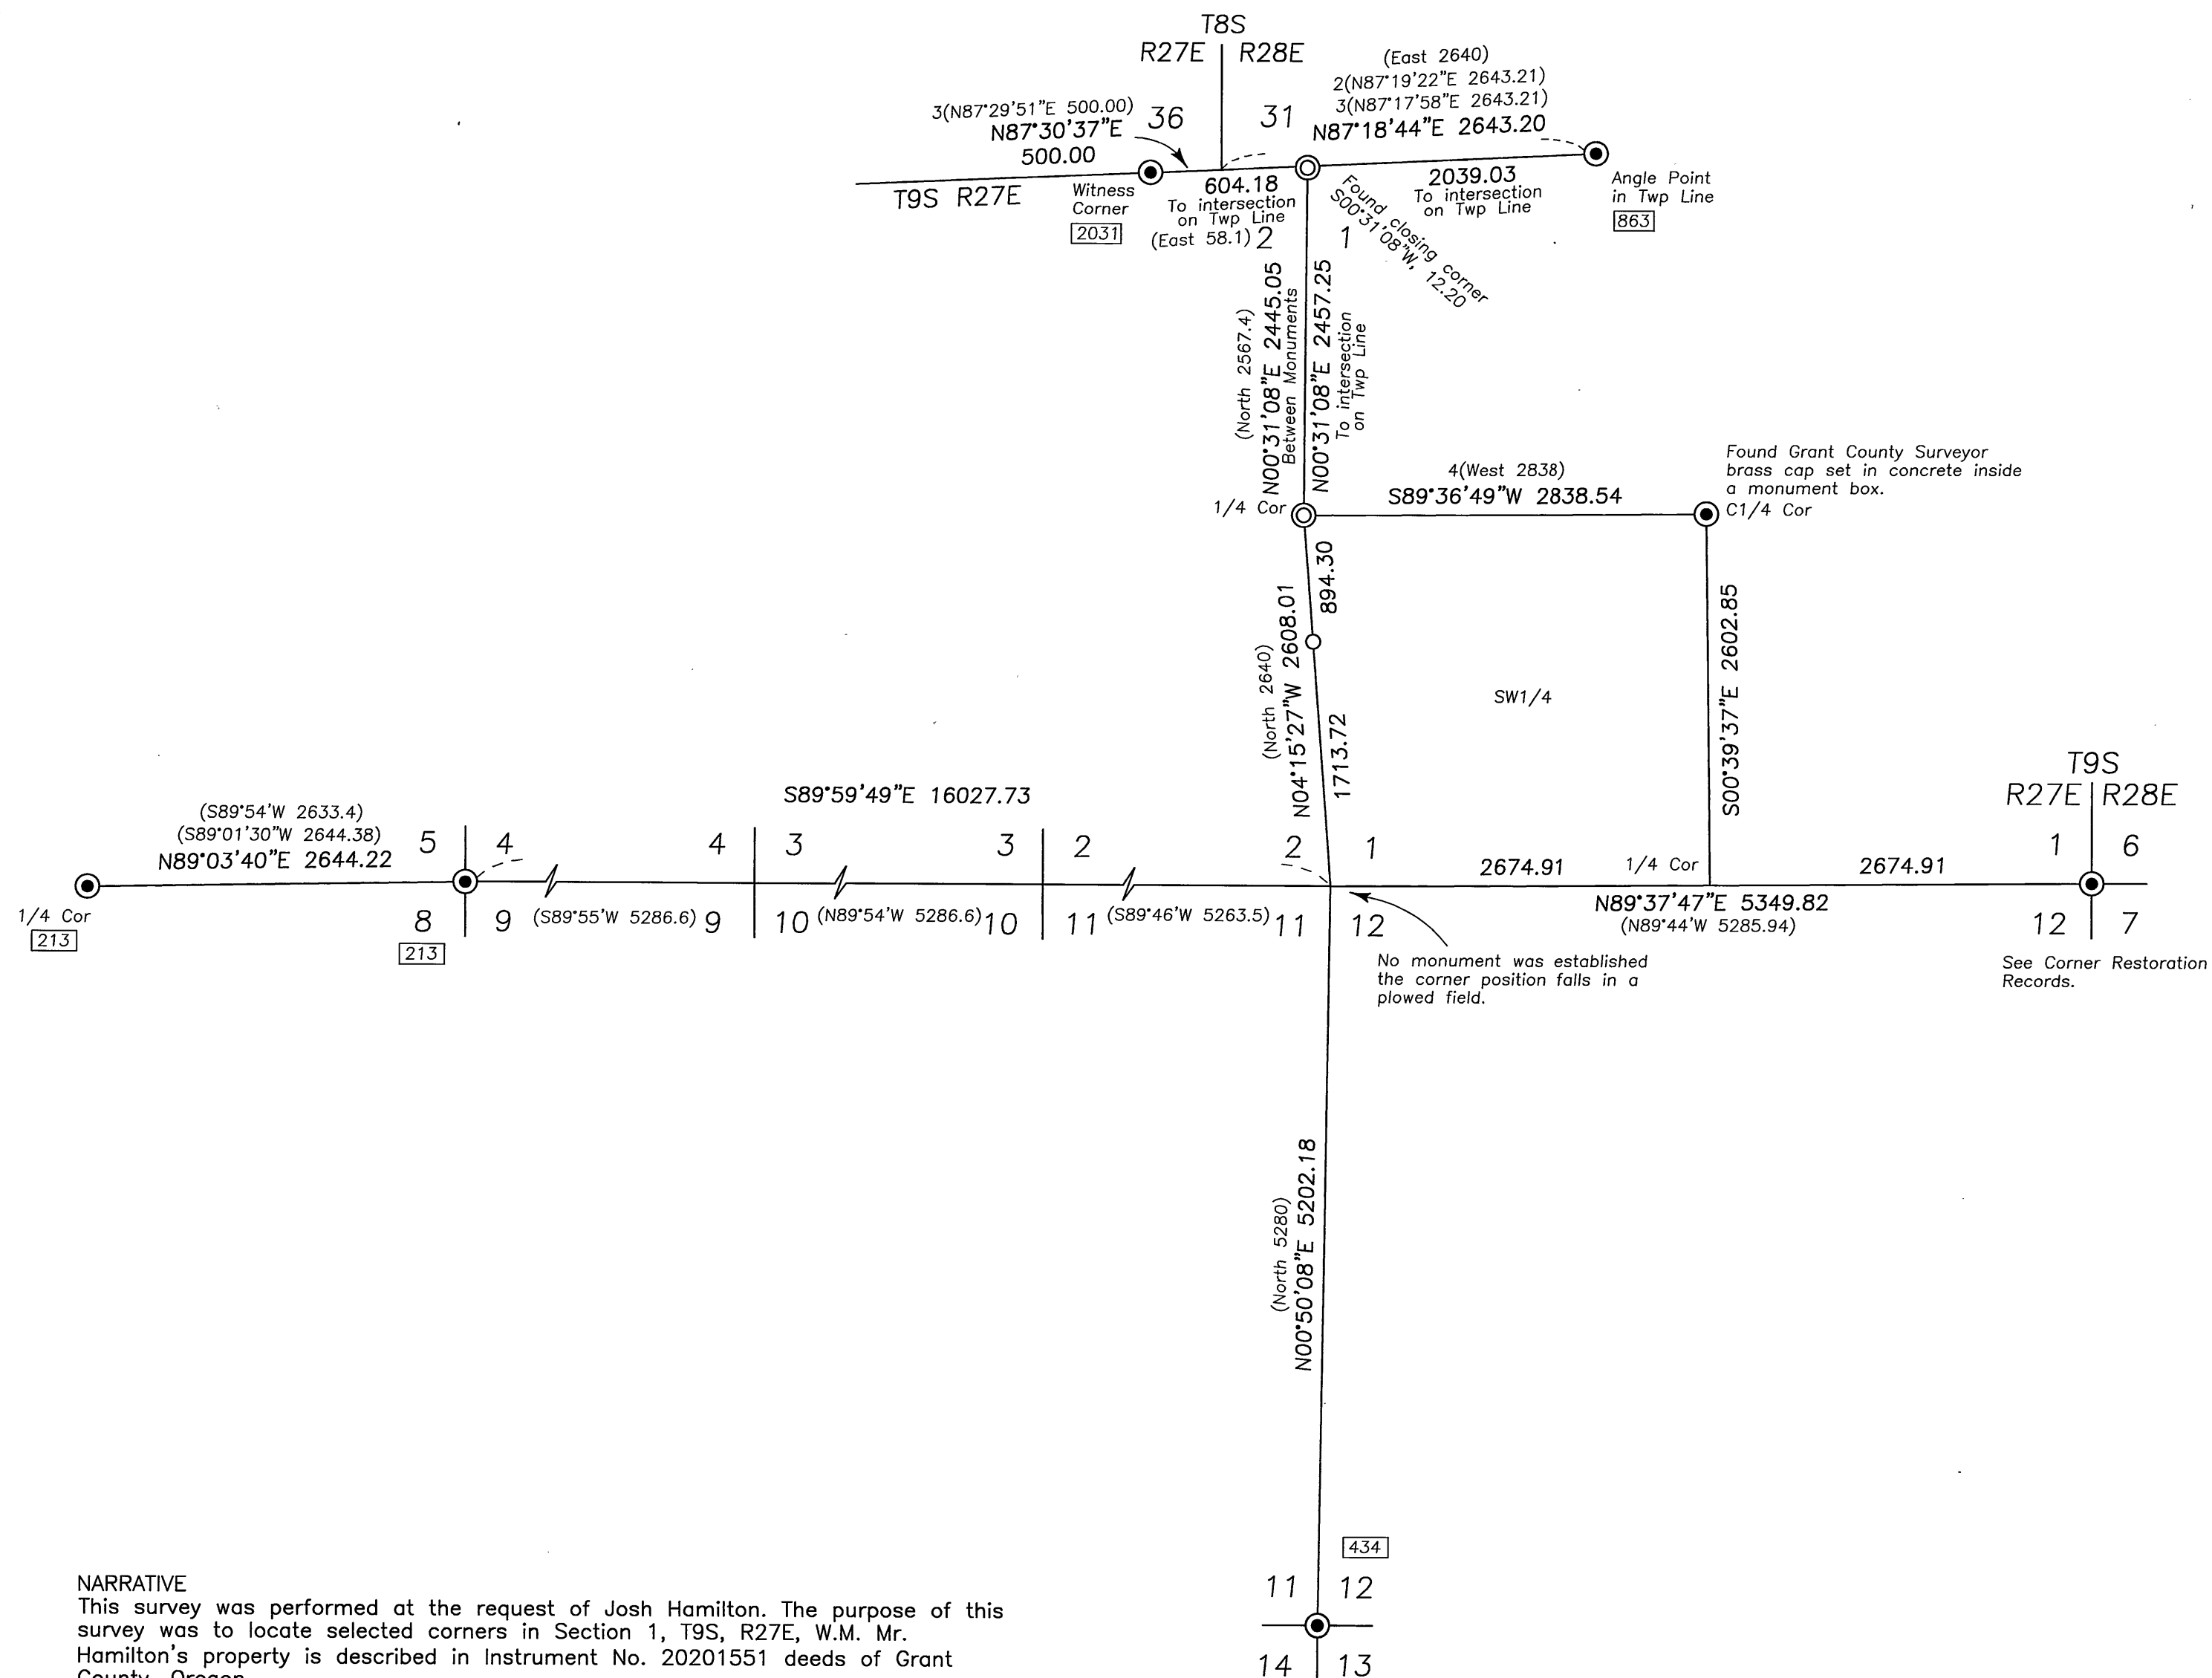 T8S
R27E R28E
36 31
(East 2640)
2(N87°19'22"E 2643.21)
3(N87°17'58"E 2643.21)
N87°18'44"E 2643.20
3(N87°29'51"E 500.00)
N87°30'37"E
500.00
T9S R27E
Witness
Corner
2031
604.18
To intersection
on Twp Line
(East 58.1)
2 1
2039.03
To intersection
on Twp Line
Angle Point
in Twp Line
863
Found closing corner
S00°31'08"W, 12.20
(North 2567.4)
N00°31'08"E 2445.05
Between Monuments
N00°31'08"E 2457.25
To intersection
on Twp Line
4(West 2838)
S89°36'49"W 2838.54
1/4 Cor
Found Grant County Surveyor
brass cap set in concrete inside
a monument box.
C1/4 Cor
894.30
(North 2640)
N04°15'27"W 2608.01
1713.72
SW1/4
S00°39'37"E 2602.85
T9S
R27E R28E
S89°59'49"E 16027.73
(S89°54'W 2633.4)
(S89°01'30"W 2644.38)
N89°03'40"E 2644.22
5 4 4 3 3 2 2 1 1 6
2674.91 1/4 Cor 2674.91
1/4 Cor
213
8 9 (S89°55'W 5286.6) 9 10 (N89°54'W 5286.6) 10 11 (S89°46'W 5263.5) 11 12
213
N89°37'47"E 5349.82
(N89°44'W 5285.94)
12 7
No monument was established
the corner position falls in a
plowed field.
See Corner Restoration
Records.
(North 5280)
N00°50'08"E 5202.18
434
11 12
14 13
NARRATIVE
This survey was performed at the request of Josh Hamilton. The purpose of this
survey was to locate selected corners in Section 1, T9S, R27E, W.M. Mr.
Hamilton's property is described in Instrument No. 20201551 deeds of Grant
County, Oregon